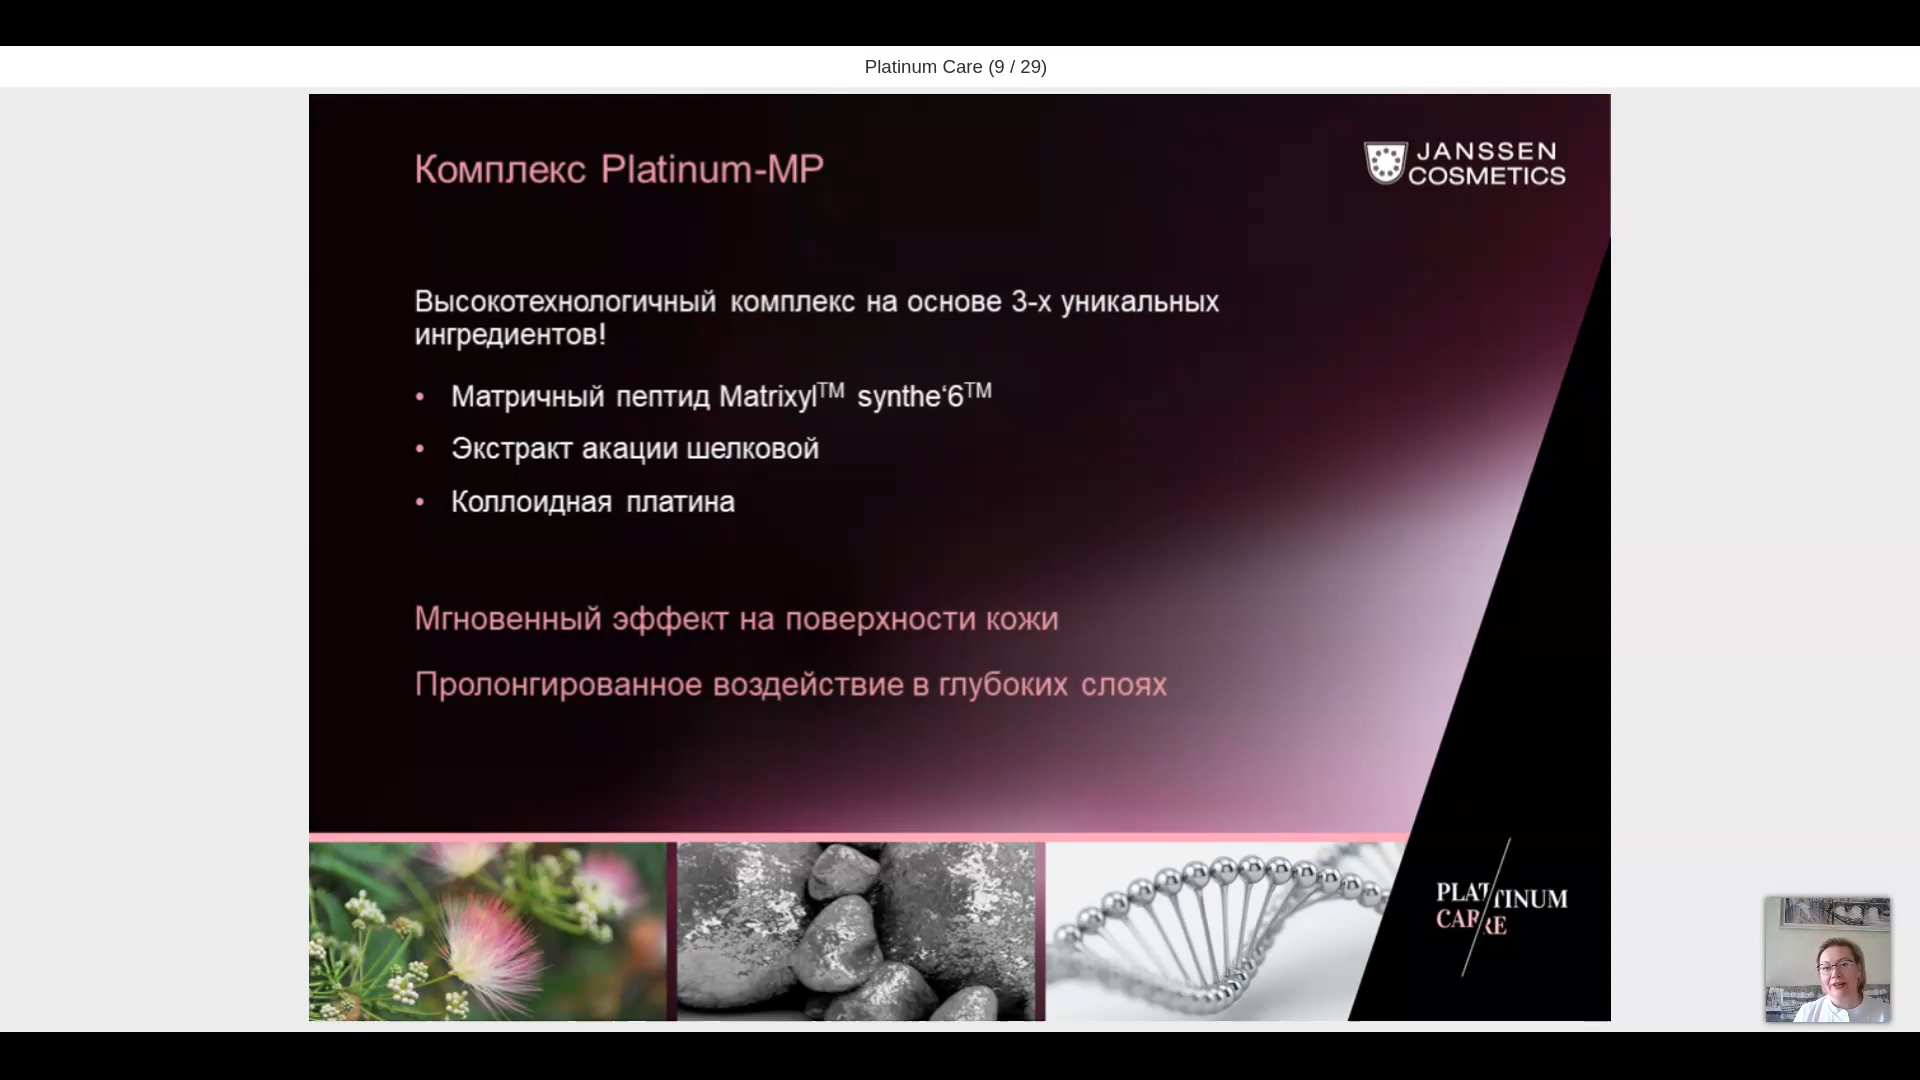 Platinum Care (9 / 29)
Комплекс Platinum-MP
JANSSEN
COSMETICS
Высокотехнологичный комплекс на основе 3-х уникальных
ингредиентов!
• Матричный пептид Matrixyl™ synthe‘6™
• Экстракт акации шелковой
• Коллоидная платина
Мгновенный эффект на поверхности кожи
Пролонгированное воздействие в глубоких слоях
PLATINUM
CARE